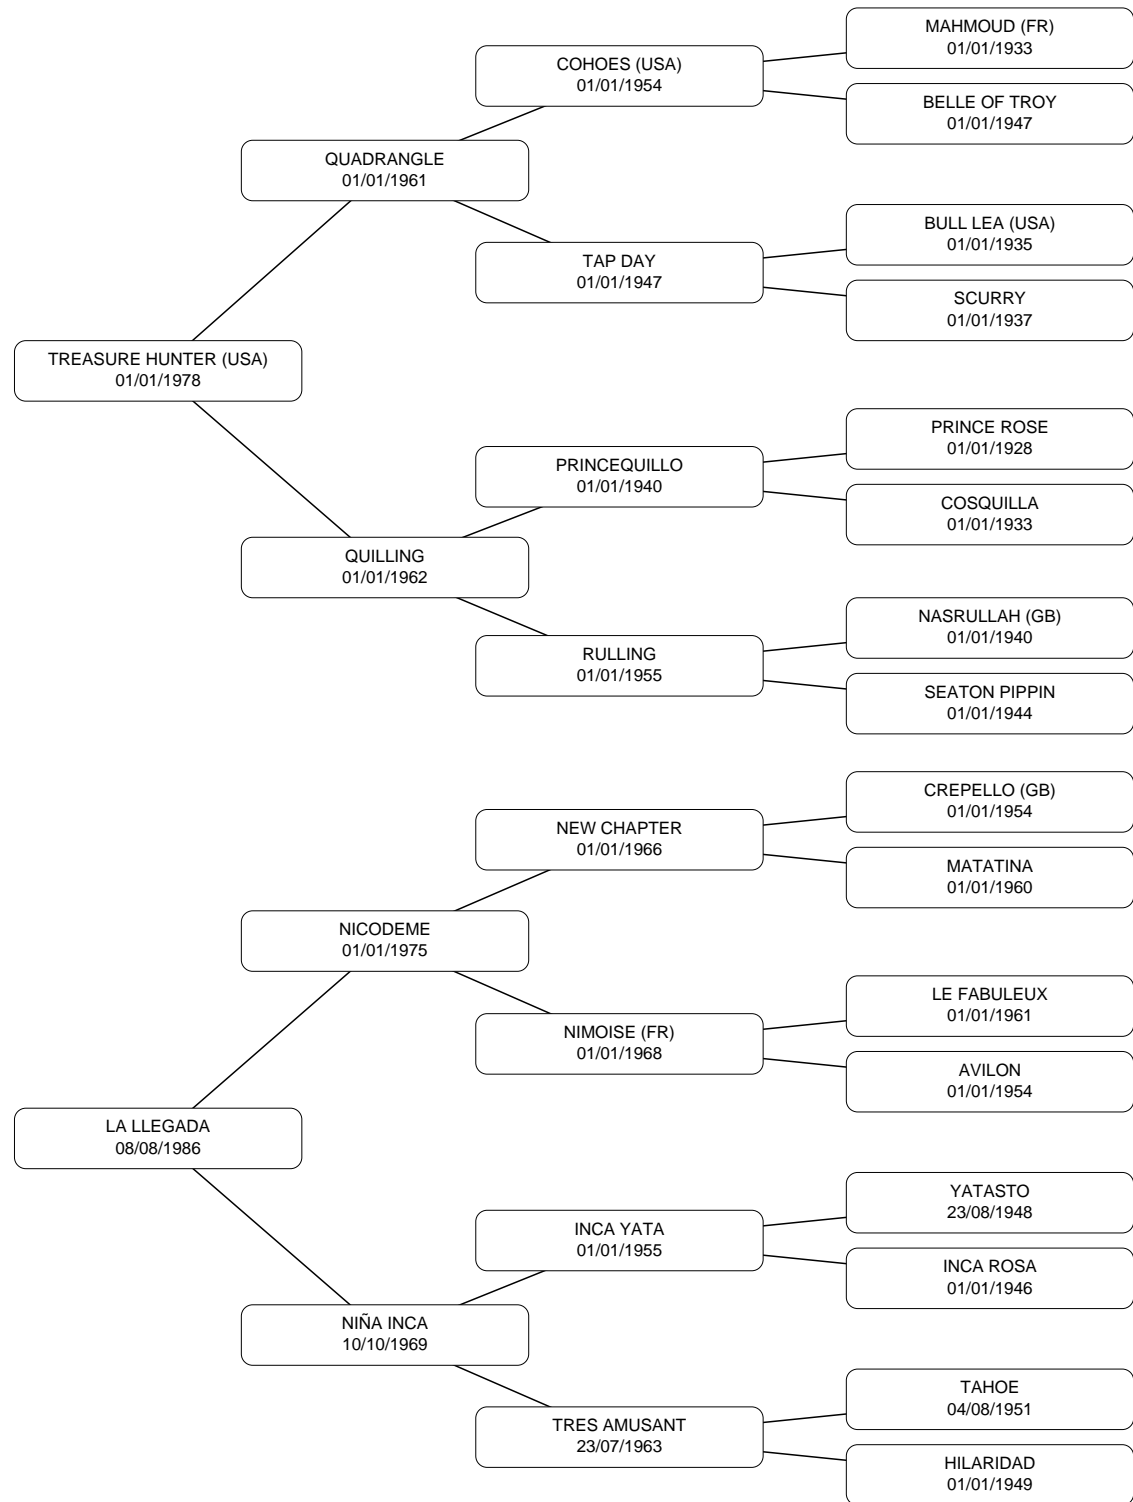 MAHMOUD (FR)
01/01/1933
COHOES (USA)
01/01/1954
BELLE OF TROY
01/01/1947
QUADRANGLE
01/01/1961
BULL LEA (USA)
01/01/1935
TAP DAY
01/01/1947
SCURRY
01/01/1937
TREASURE HUNTER (USA)
01/01/1978
PRINCE ROSE
01/01/1928
PRINCEQUILLO
01/01/1940
COSQUILLA
01/01/1933
QUILLING
01/01/1962
NASRULLAH (GB)
01/01/1940
RULLING
01/01/1955
SEATON PIPPIN
01/01/1944
CREPELLO (GB)
01/01/1954
NEW CHAPTER
01/01/1966
MATATINA
01/01/1960
NICODEME
01/01/1975
LE FABULEUX
01/01/1961
NIMOISE (FR)
01/01/1968
AVILON
01/01/1954
LA LLEGADA
08/08/1986
YATASTO
23/08/1948
INCA YATA
01/01/1955
INCA ROSA
01/01/1946
NIÑA INCA
10/10/1969
TAHOE
04/08/1951
TRES AMUSANT
23/07/1963
HILARIDAD
01/01/1949